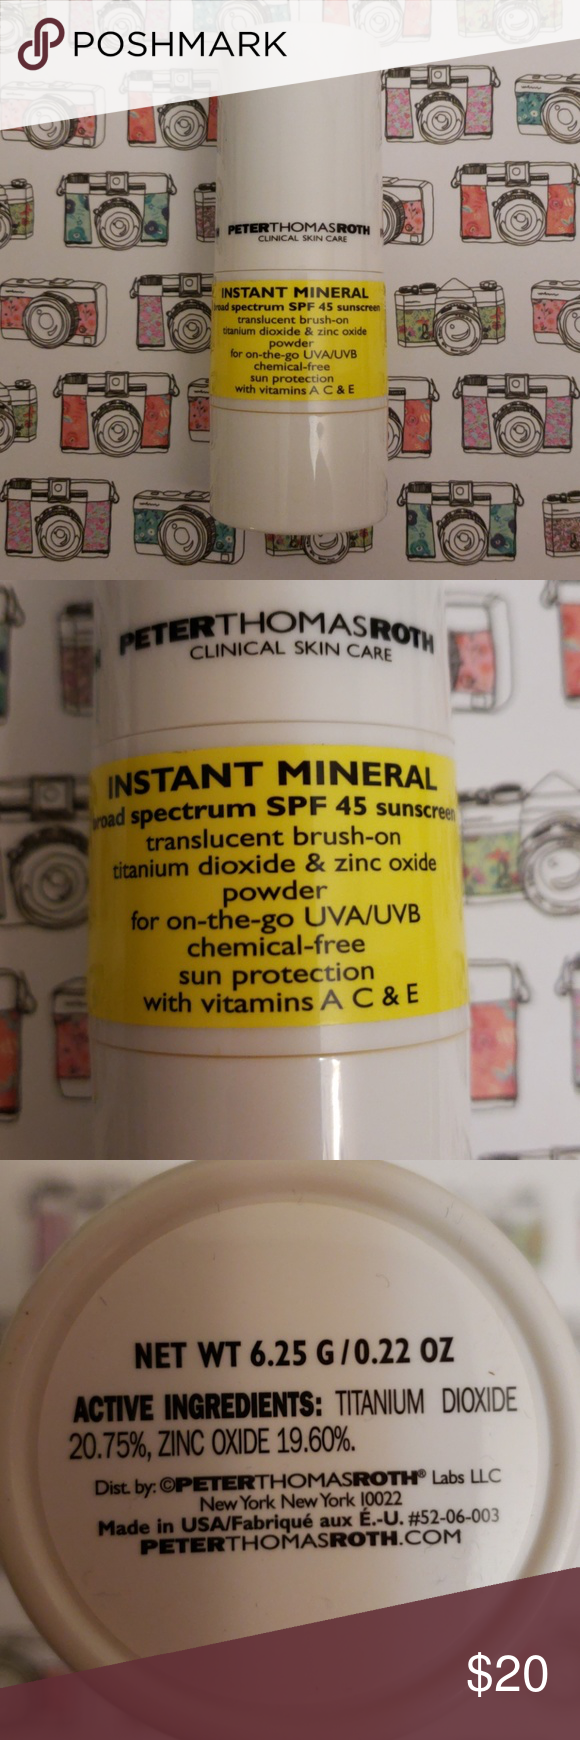 POSHMARK
PETERTHOMASROTH
CLINICAL SKIN CARE
INSTANT MINERAL
broad spectrum SPF 45 sunscreen
translucent brush-on
titanium dioxide & zinc oxide
powder
for on-the-go UVA/UVB
chemical-free
sun protection
with vitamins A C & E
PETERTHOMASROTH
CLINICAL SKIN CARE
INSTANT MINERAL
broad spectrum SPF 45 sunscreen
translucent brush-on
titanium dioxide & zinc oxide
powder
for on-the-go UVA/UVB
chemical-free
sun protection
with vitamins A C & E
NET WT 6.25 G/0.22 OZ
ACTIVE INGREDIENTS: TITANIUM DIOXIDE
20.75%, ZINC OXIDE 19.60%.
Dist. by: ©PETERTHOMASROTH® Labs LLC
New York New York 10022
Made in USA/Fabriqué aux É.-U. #52-06-003
PETERTHOMASROTH.COM
$20